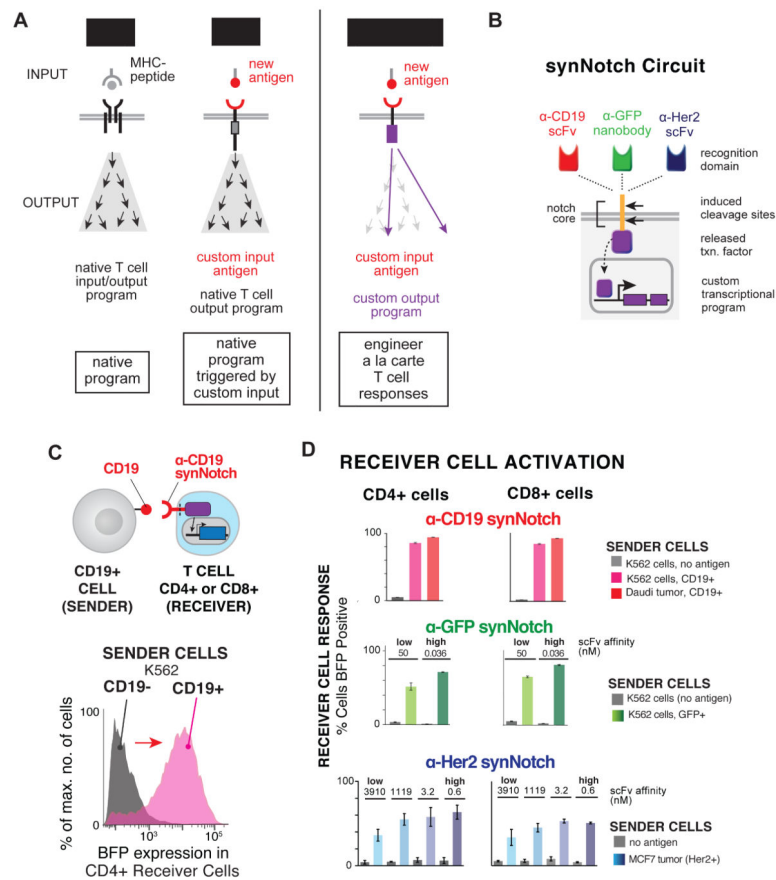 A
INPUT
MHC-
peptide
new
antigen
new
antigen
OUTPUT
native T cell
input/output
program
custom input
antigen
native T cell
output program
custom input
antigen
custom output
program
native
program
native
program
triggered by
custom input
engineer
a la carte
T cell
responses
B
synNotch Circuit
α-CD19
scFv
α-GFP
nanobody
α-Her2
scFv
recognition
domain
notch
core
induced
cleavage sites
released
txn. factor
custom
transcriptional
program
C
CD19
α-CD19
synNotch
CD19+
CELL
(SENDER)
T CELL
CD4+ or CD8+
(RECEIVER)
SENDER CELLS
K562
CD19-
CD19+
100
0
% of max. no. of cells
10³
10⁵
BFP expression in
CD4+ Receiver Cells
D
RECEIVER CELL ACTIVATION
CD4+ cells
CD8+ cells
RECEIVER CELL RESPONSE
% Cells BFP Positive
α-CD19 synNotch
100
0
100
0
SENDER CELLS
K562 cells, no antigen
K562 cells, CD19+
Daudi tumor, CD19+
α-GFP synNotch
low
high
50
0.036
low
high
50
0.036
scFv affinity
(nM)
100
0
100
0
SENDER CELLS
K562 cells (no antigen)
K562 cells, GFP+
α-Her2 synNotch
low
high
3910
1119
3.2
0.6
low
high
3910
1119
3.2
0.6
scFv affinity
(nM)
100
0
100
0
SENDER CELLS
no antigen
MCF7 tumor (Her2+)